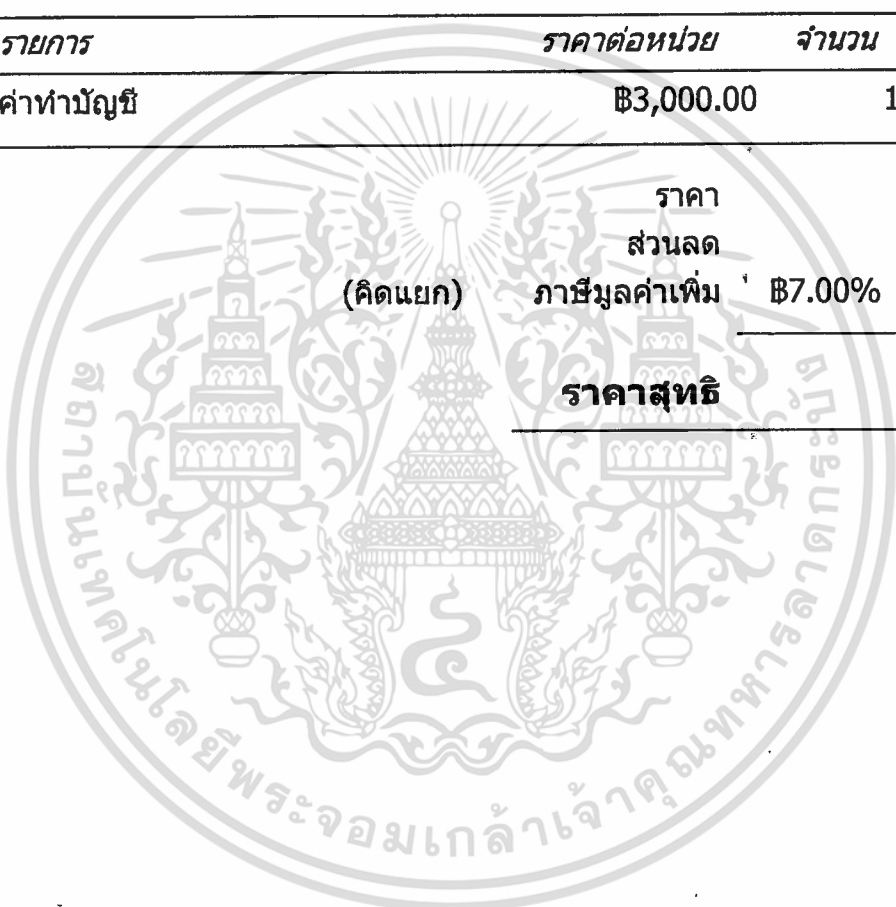 รายการ ราคาต่อหน่วย จำนวน
ค่าทำบัญชี ฿3,000.00 1
ราคา
ส่วนลด
(คิดแยก) ภาษีมูลค่าเพิ่ม ฿7.00%
ราคาสุทธิ
สถาบันเทคโนโลยีพระจอมเกล้าเจ้าคุณทหารลาดกระบัง